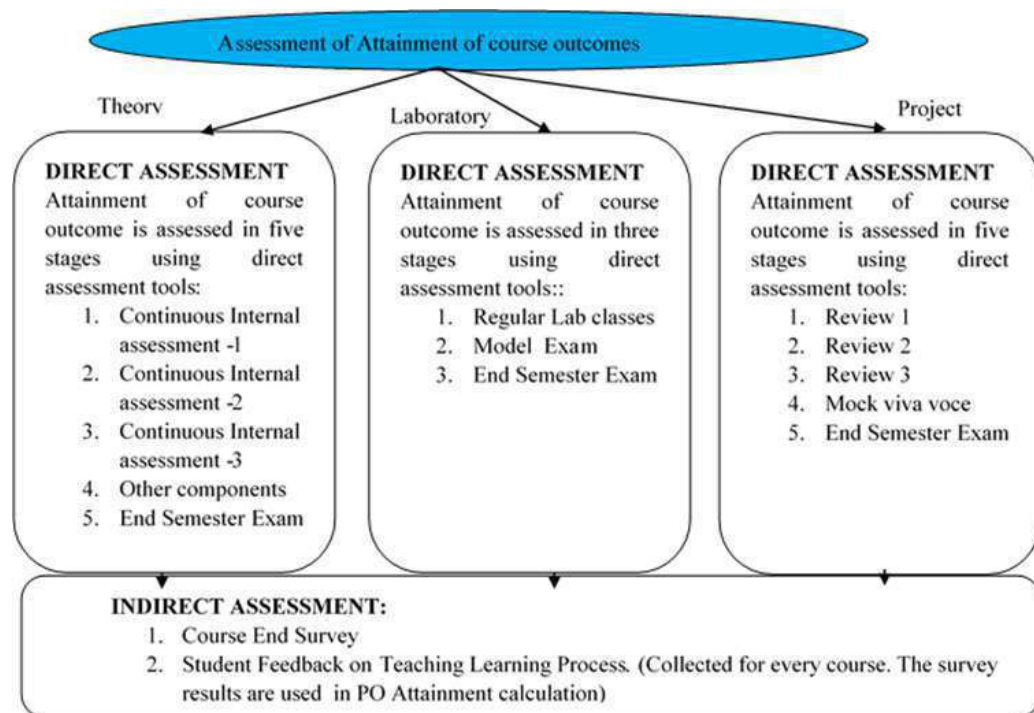 Assessment of Attainment of course outcomes
Theory
Laboratory
Project
DIRECT ASSESSMENT
Attainment of course
outcome is assessed in five
stages using direct
assessment tools:
1. Continuous Internal
assessment -1
2. Continuous Internal
assessment -2
3. Continuous Internal
assessment -3
4. Other components
5. End Semester Exam
DIRECT ASSESSMENT
Attainment of course
outcome is assessed in three
stages using direct
assessment tools::
1. Regular Lab classes
2. Model Exam
3. End Semester Exam
DIRECT ASSESSMENT
Attainment of course
outcome is assessed in five
stages using direct
assessment tools:
1. Review 1
2. Review 2
3. Review 3
4. Mock viva voce
5. End Semester Exam
INDIRECT ASSESSMENT:
1. Course End Survey
2. Student Feedback on Teaching Learning Process. (Collected for every course. The survey
results are used in PO Attainment calculation)